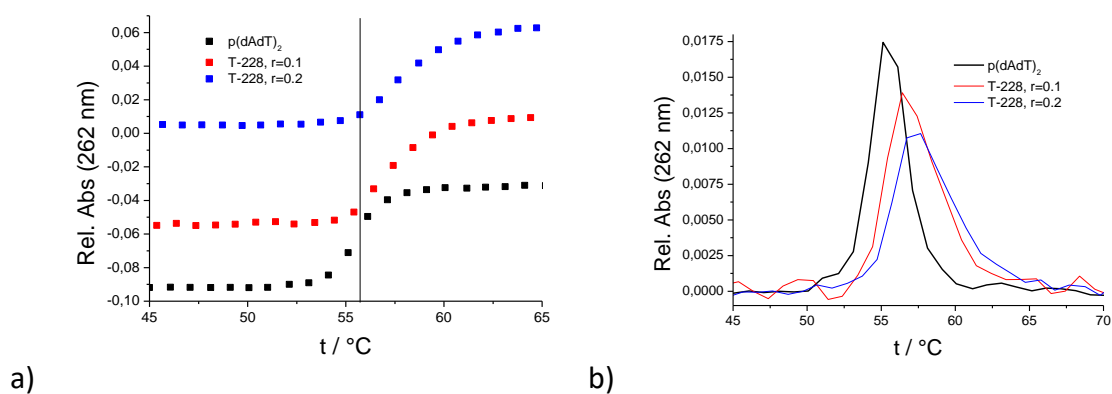 0,06
0,02
0,00
-0,02
-0,04
-0,06
-0,08
-0,10
Rel. Abs (262 nm)
p(dAdT)₂
T-228, r=0.1
T-228, r=0.2
45
50
55
60
65
t / °C
a)
0,0175
0,0150
0,0125
0,0100
0,0075
0,0050
0,0025
0,0000
Rel. Abs (262 nm)
p(dAdT)₂
T-228, r=0.1
T-228, r=0.2
45
50
55
60
65
70
t / °C
b)